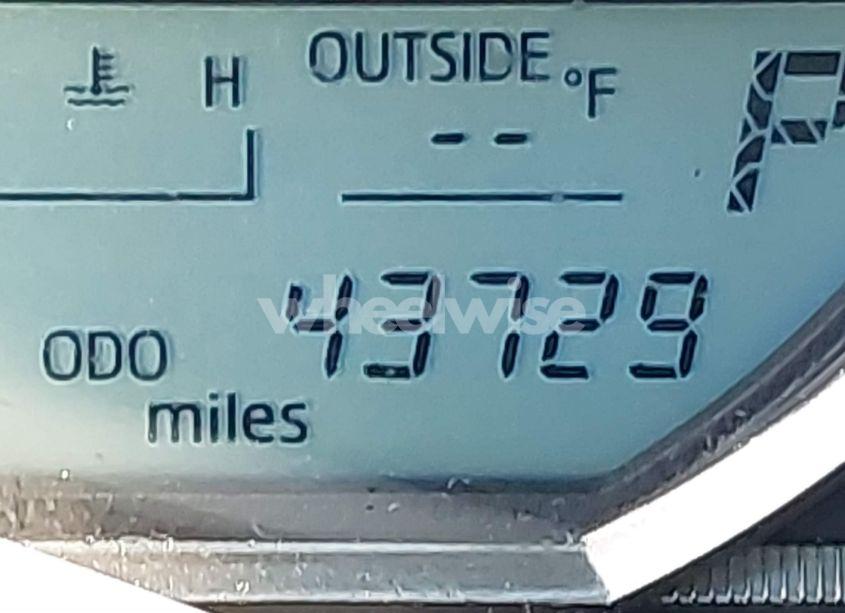 H OUTSIDE °F P
--
ODO 43729
miles
wheelwise